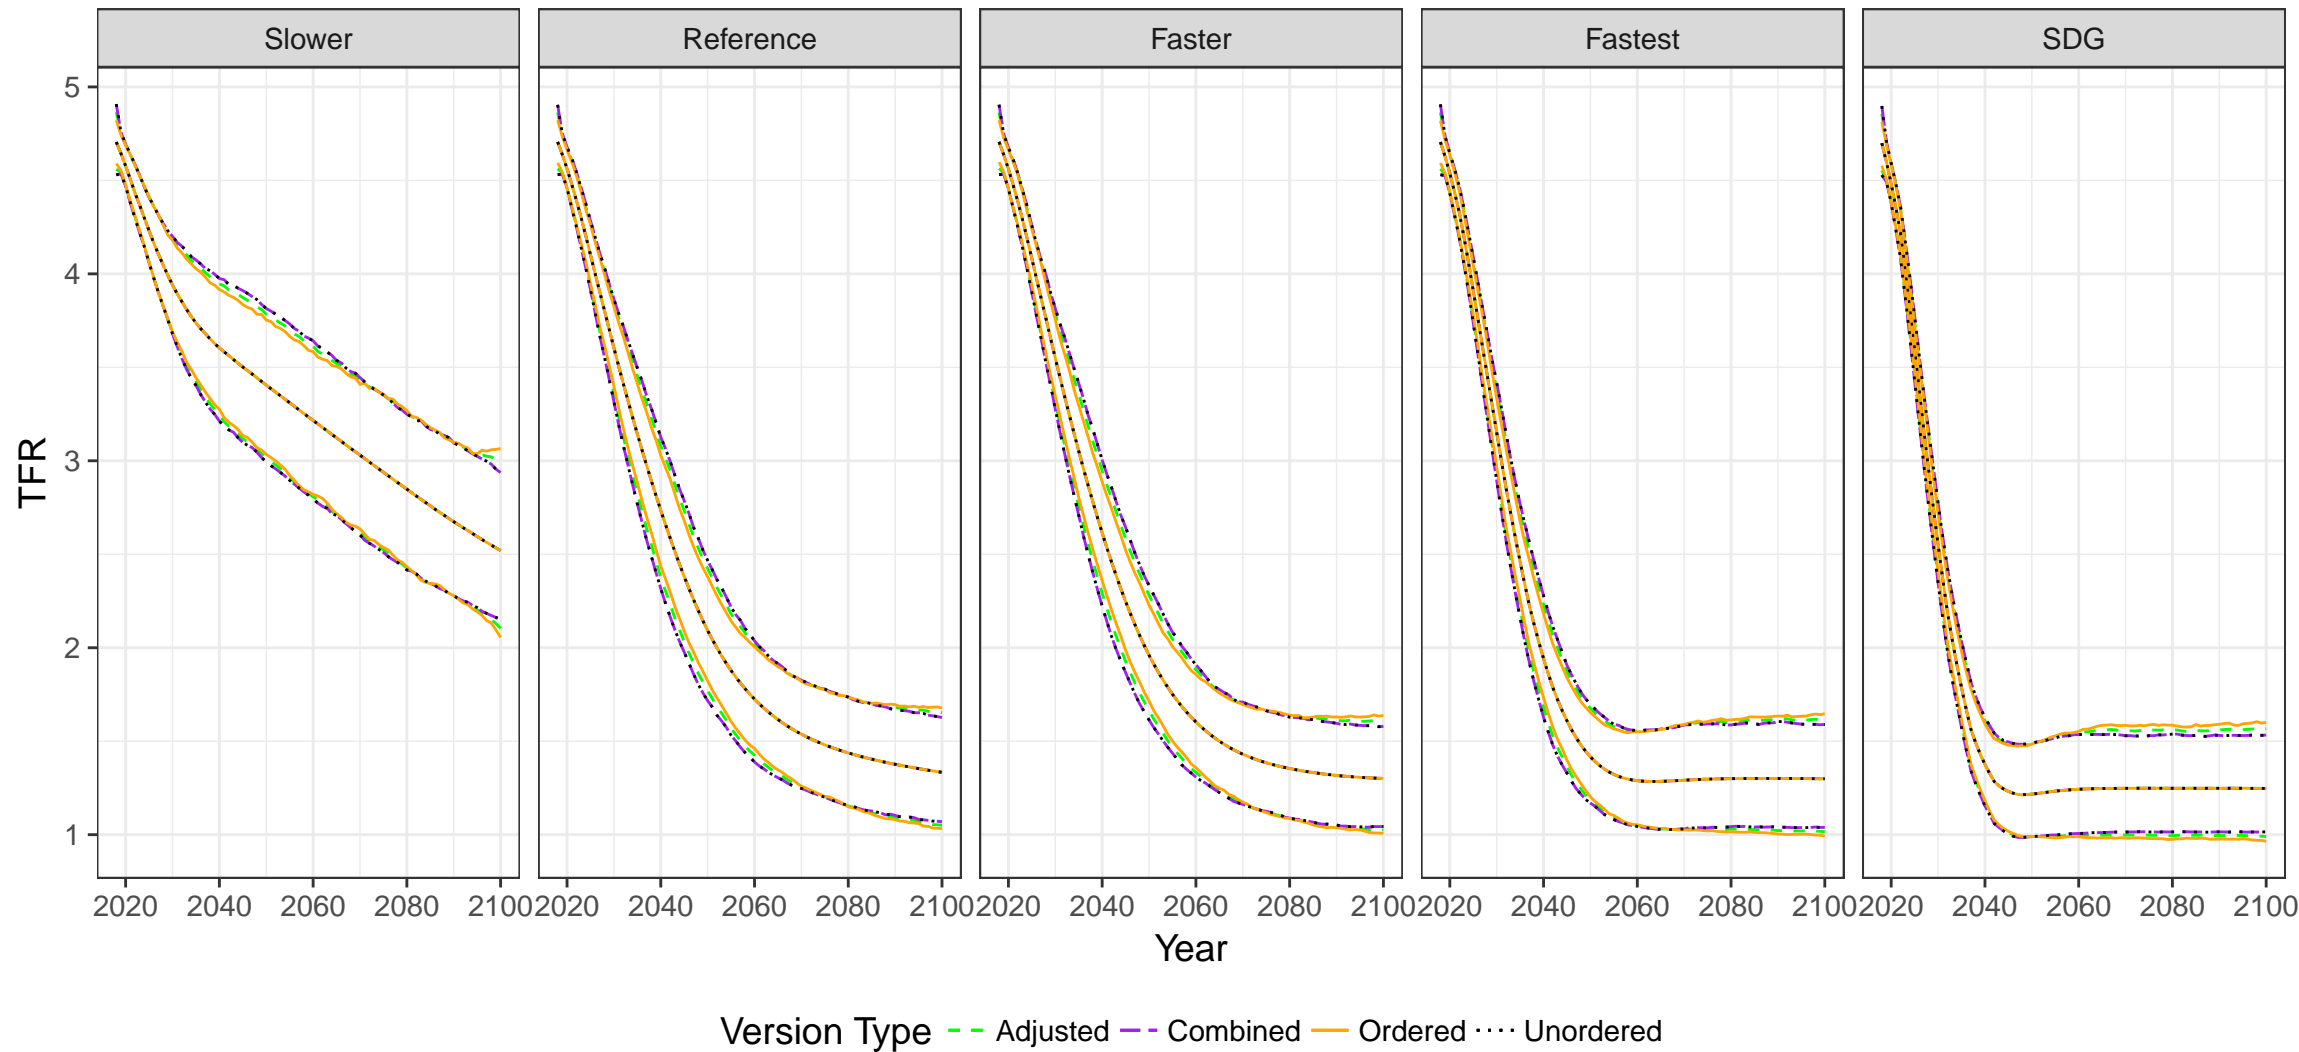 Slower Reference Faster Fastest SDG
5
4
3
2
1
TFR
2020 2040 2060 2080 2100 2020 2040 2060 2080 2100 2020 2040 2060 2080 2100 2020 2040 2060 2080 2100 2020 2040 2060 2080 2100
Year
Version Type Adjusted Combined Ordered Unordered